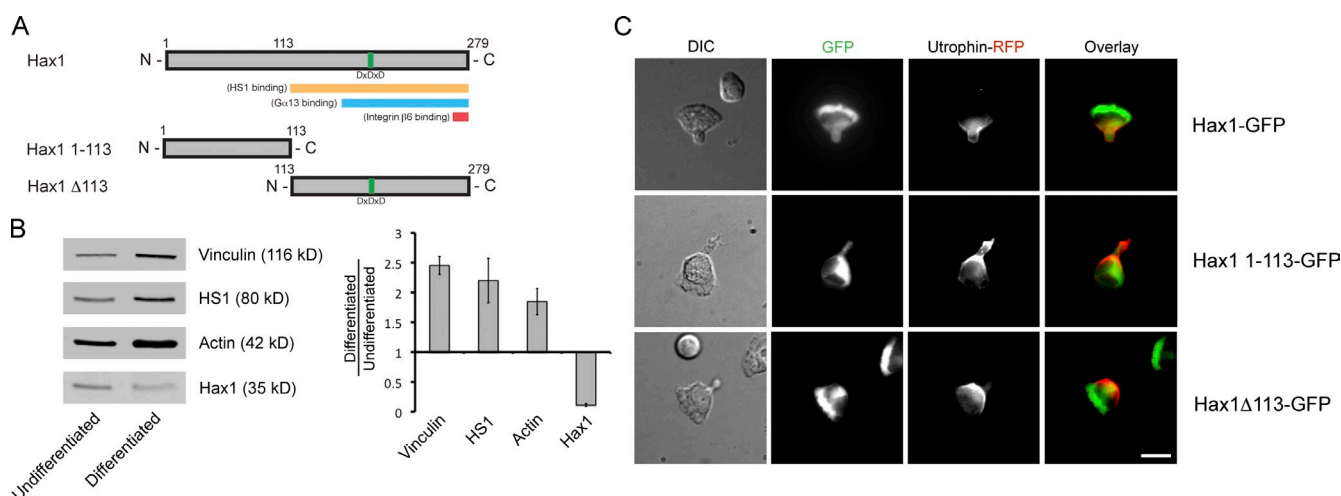 A
1 113 279
Hax1 N - - C
DxDxD
(HS1 binding)
(Gα13 binding)
(Integrin β6 binding)
1 113
Hax1 1-113 N - - C
113 279
Hax1 Δ113 N - - C
DxDxD
B
Vinculin (116 kD)
HS1 (80 kD)
Actin (42 kD)
Hax1 (35 kD)
Undifferentiated
Differentiated
Differentiated
Undifferentiated
3
2.5
2
1.5
1
0.5
0
Vinculin
HS1
Actin
Hax1
C
DIC GFP Utrophin-RFP Overlay
Hax1-GFP
Hax1 1-113-GFP
Hax1Δ113-GFP